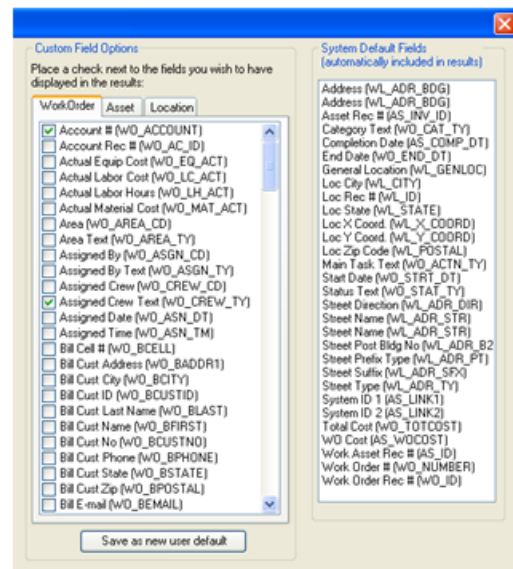 Custom Field Options
Place a check next to the fields you wish to have
displayed in the results:
WorkOrder Asset Location
Account # (WO_ACCOUNT)
Account Rec # (WO_AC_ID)
Actual Equip Cost (WO_EQ_ACT)
Actual Labor Cost (WO_LC_ACT)
Actual Labor Hours (WO_LH_ACT)
Actual Material Cost (WO_MAT_ACT)
Area (WO_AREA_CD)
Area Text (WO_AREA_TY)
Assigned By (WO_ASGN_CD)
Assigned By Text (WO_ASGN_TY)
Assigned Crew (WO_CREW_CD)
Assigned Crew Text (WO_CREW_TY)
Assigned Date (WO_ASN_DT)
Assigned Time (WO_ASN_TM)
Bill Cell # (WO_BCELL)
Bill Cust Address (WO_BADDR1)
Bill Cust City (WO_BCITY)
Bill Cust ID (WO_BCUSTID)
Bill Cust Last Name (WO_BLAST)
Bill Cust Name (WO_BFIRST)
Bill Cust No (WO_BCUSTNO)
Bill Cust Phone (WO_BPHONE)
Bill Cust State (WO_BSTATE)
Bill Cust Zip (WO_BPOSTAL)
Bill E-mail (WO_BEMAIL)
Save as new user default
System Default Fields
(automatically included in results)
Address (WL_ADR_BDG)
Address (WL_ADR_BDG)
Asset Rec # (AS_INV_ID)
Category Text (WO_CAT_TY)
Completion Date (AS_COMP_DT)
End Date (WO_END_DT)
General Location (WL_GENLOC)
Loc City (WL_CITY)
Loc Rec # (WL_ID)
Loc State (WL_STATE)
Loc X Coord. (WL_X_COORD)
Loc Y Coord. (WL_Y_COORD)
Loc Zip Code (WL_POSTAL)
Main Task Text (WO_ACTN_TY)
Start Date (WO_STRT_DT)
Status Text (WO_STAT_TY)
Street Direction (WL_ADR_DIR)
Street Name (WL_ADR_STR)
Street Name (WL_ADR_STR)
Street Post Bldg No (WL_ADR_B2
Street Prefix Type (WL_ADR_PT)
Street Suffix (WL_ADR_SFX)
Street Type (WL_ADR_TY)
System ID 1 (AS_LINK1)
System ID 2 (AS_LINK2)
Total Cost (WO_TOTCOST)
WO Cost (AS_WOCOST)
Work Asset Rec # (AS_ID)
Work Order # (WO_NUMBER)
Work Order Rec # (WO_ID)